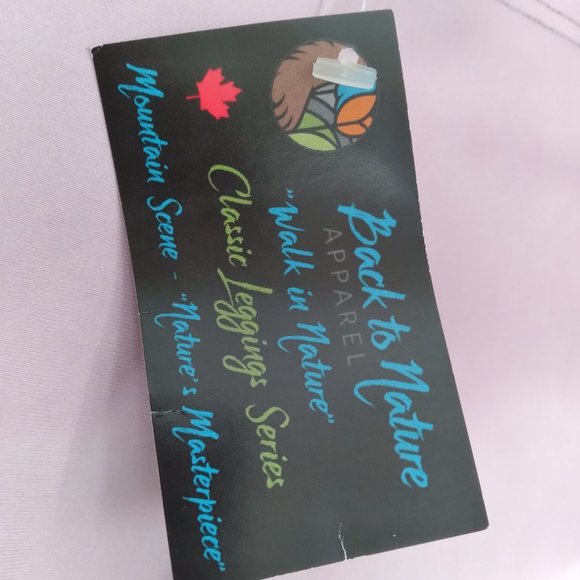 Back to Nature
APPAREL
"Walk in Nature"
Classic Leggings Series
Mountain Scene - "Nature's Masterpiece"